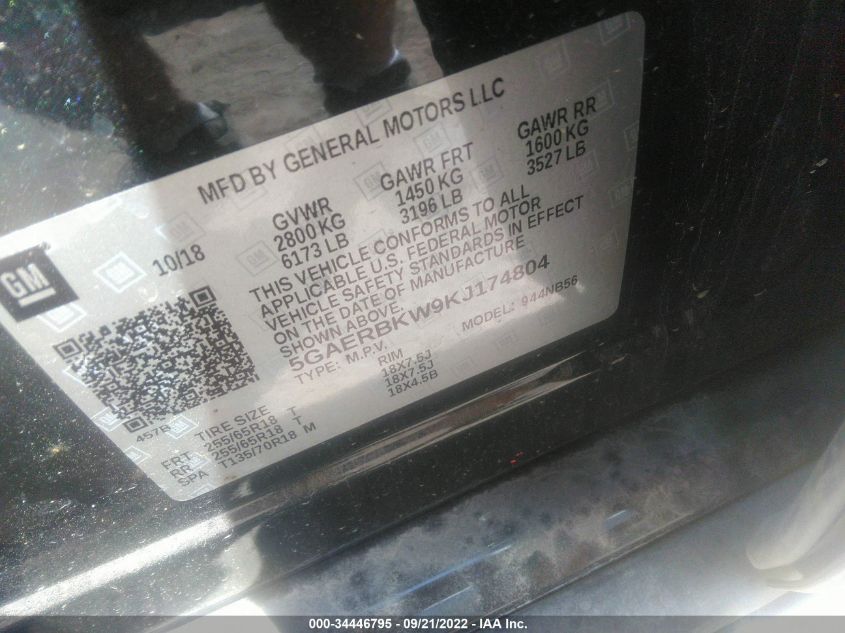 MFD BY GENERAL MOTORS LLC
GM
10/18
GVWR
2800 KG
6173 LB
GAWR FRT
1450 KG
3196 LB
GAWR RR
1600 KG
3527 LB
THIS VEHICLE CONFORMS TO ALL
APPLICABLE U.S. FEDERAL MOTOR
VEHICLE SAFETY STANDARDS IN EFFECT
ON THE DATE OF MANUFACTURE
SHOWN ABOVE.
5GAERBKW9KJ174804
TYPE: M.P.V. MODEL: 944NB56
457B
TIRE SIZE RIM
FRT 255/65R18 T 18X7.5J
RR 255/65R18 T 18X7.5J
SPA T135/70R18 M 18X4.5B
000-34446795 - 09/21/2022 - IAA Inc.